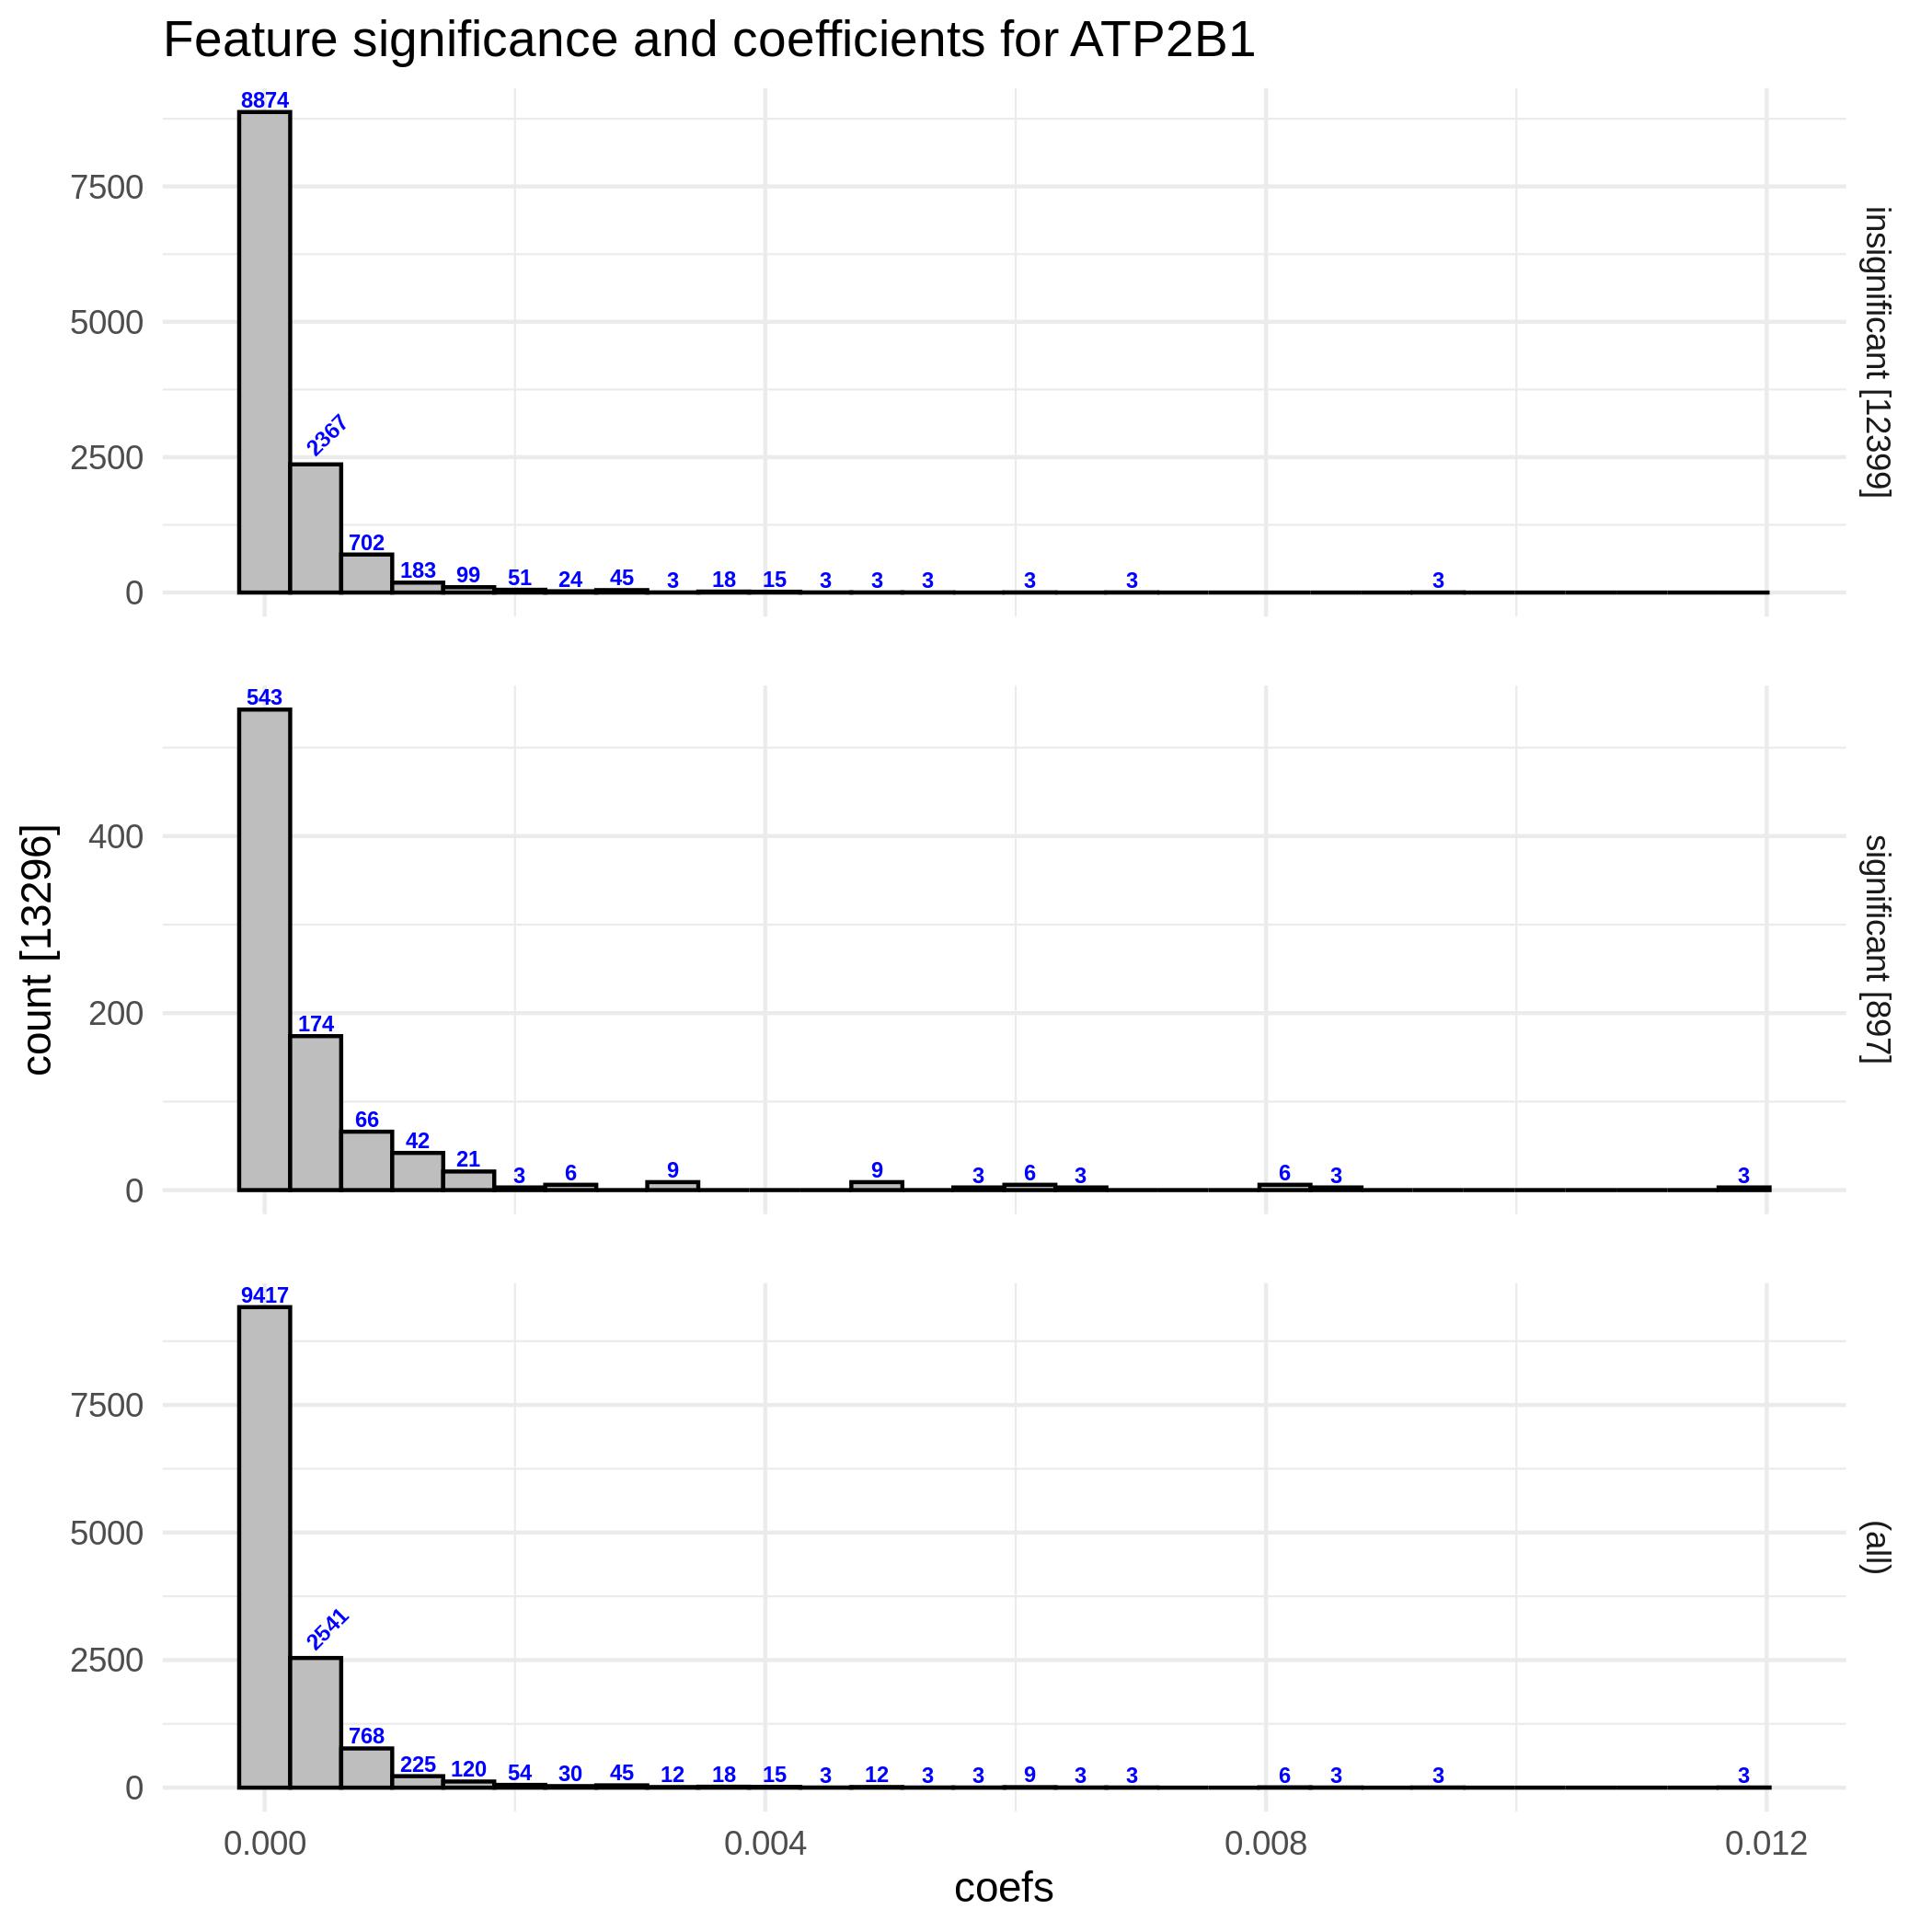 Feature significance and coefficients for ATP2B1
8874
7500
5000
2500
0
2367
702
183 99 51 24 45 3 18 15 3 3 3 3 3 3
insignificant [12399]
count [13296]
543
400
200
0
174
66
42
21
3 6 9 9 3 6 3 6 3 3
significant [897]
9417
7500
5000
2500
0
2541
768
225 120 54 30 45 12 18 15 3 12 3 3 9 3 3 6 3 3 3
(all)
0.000 0.004 0.008 0.012
coefs